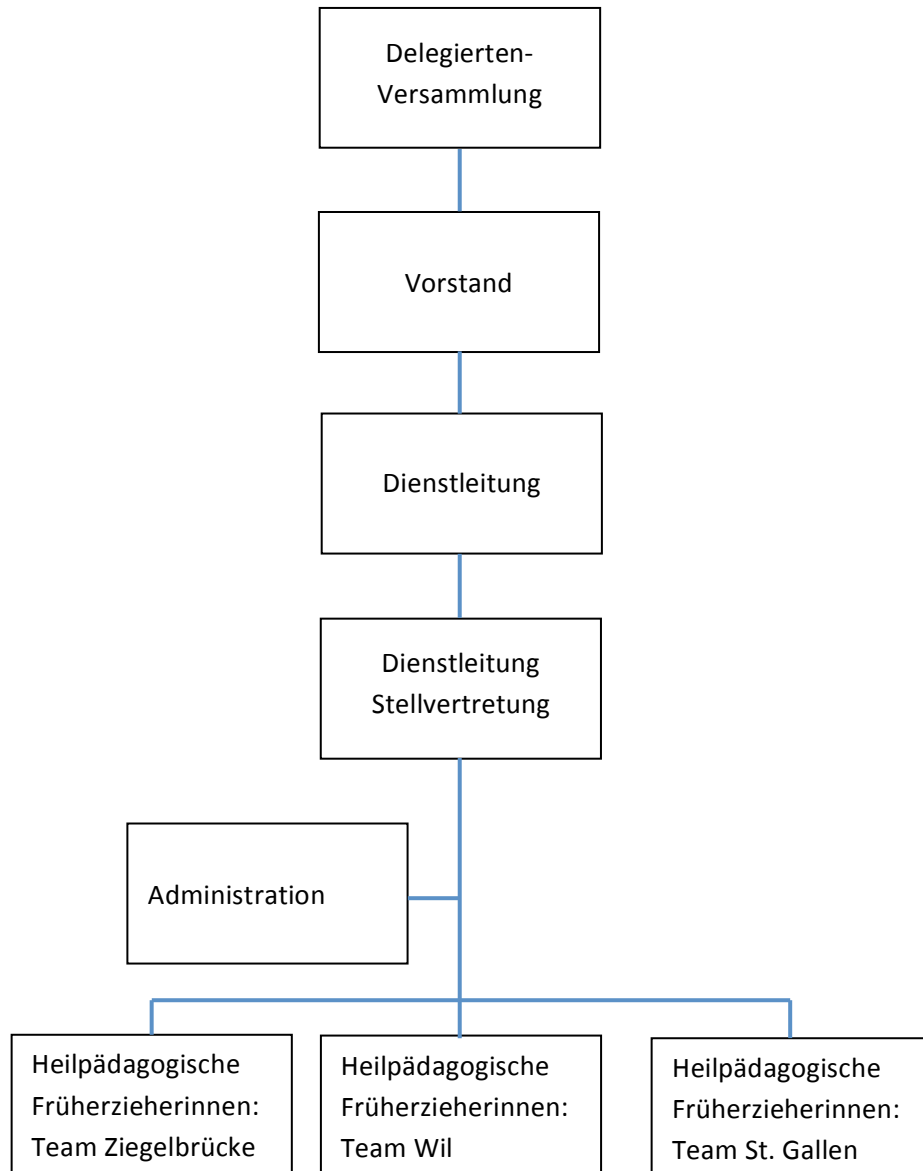 Delegierten-
Versammlung
Vorstand
Dienstleitung
Dienstleitung
Stellvertretung
Administration
Heilpädagogische
Früherzieherinnen:
Team Ziegelbrücke
Heilpädagogische
Früherzieherinnen:
Team Wil
Heilpädagogische
Früherzieherinnen:
Team St. Gallen